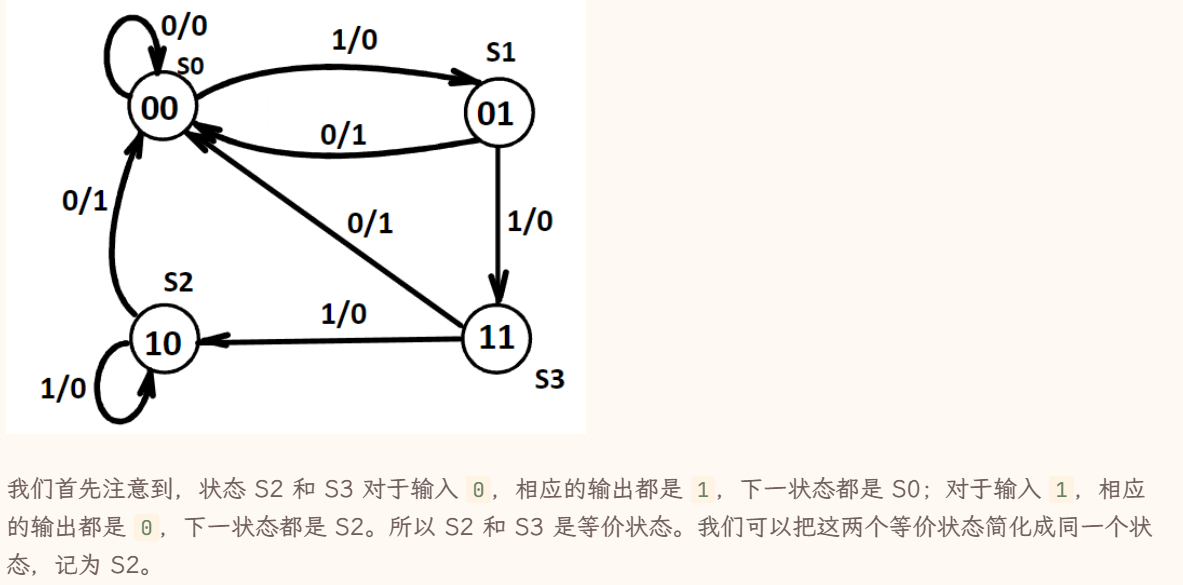 0/0
S0
1/0
S1
00
01
0/1
0/1
0/1
1/0
S2
1/0
10
11
1/0
S3
我们首先注意到，状态 S2 和 S3 对于输入 0，相应的输出都是 1，下一状态都是 S0；对于输入 1，相应
的输出都是 0，下一状态都是 S2。所以 S2 和 S3 是等价状态。我们可以把这两个等价状态简化成同一个状
态，记为 S2。